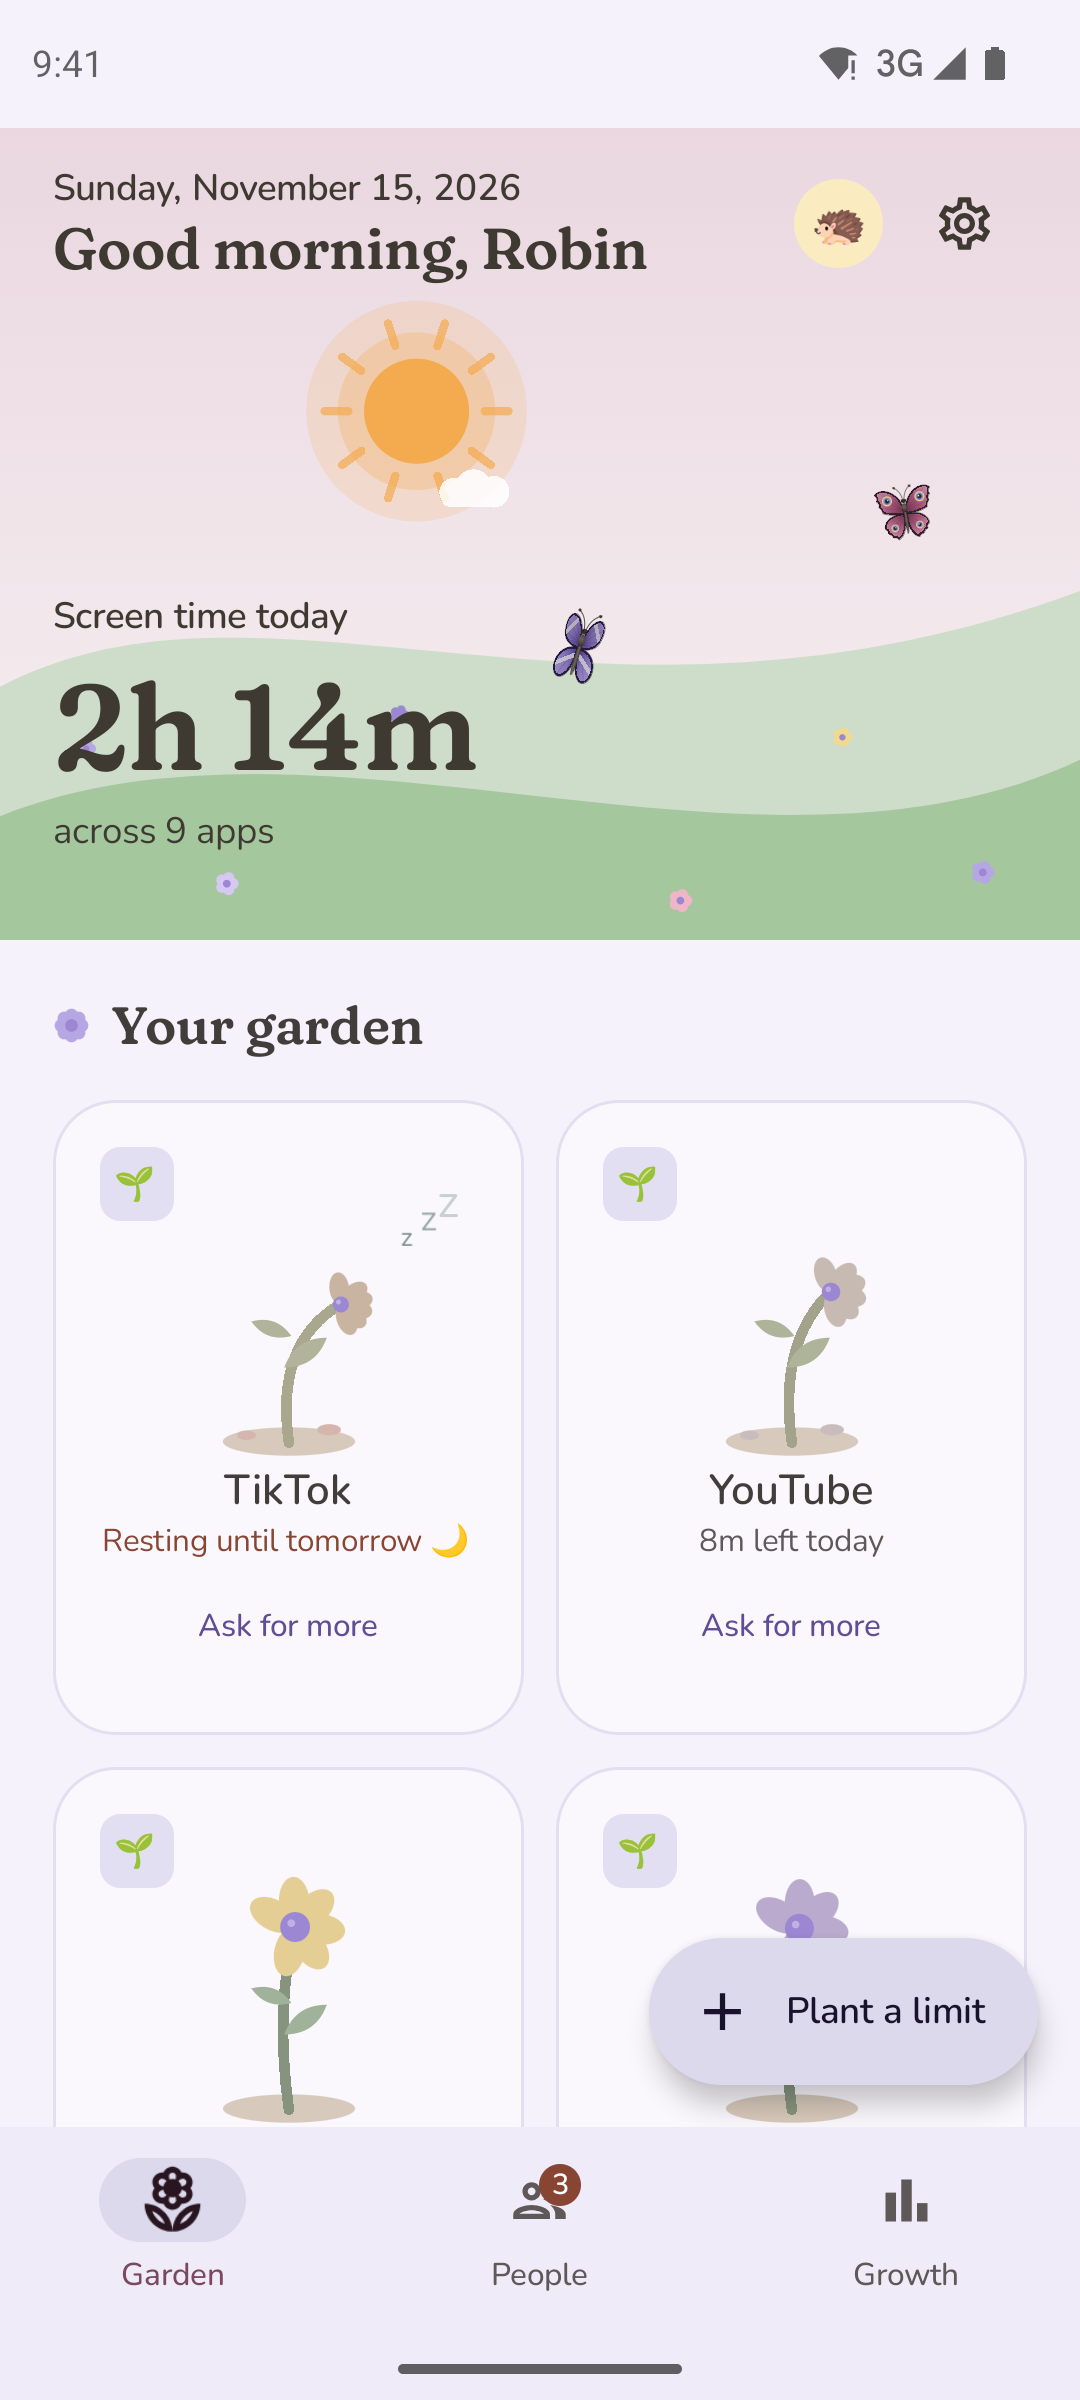 9:41
3G
Sunday, November 15, 2026
Good morning, Robin
Screen time today
2h 14m
across 9 apps
Your garden
z z Z
TikTok
Resting until tomorrow 🌙
Ask for more
YouTube
8m left today
Ask for more
Plant a limit
3
Garden
People
Growth